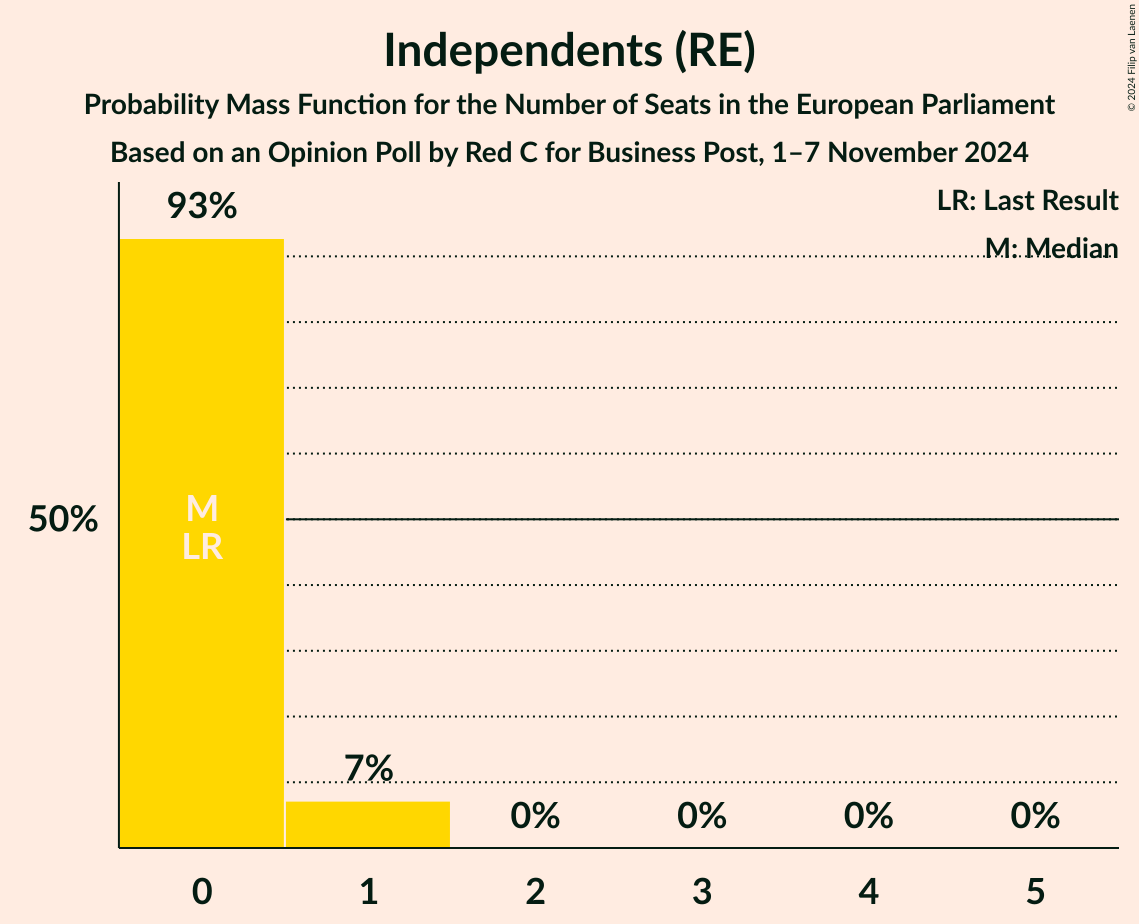 Independents (RE)
Probability Mass Function for the Number of Seats in the European Parliament
Based on an Opinion Poll by Red C for Business Post, 1–7 November 2024
© 2024 Filip van Laenen
LR: Last Result
M: Median
93%
50%
M
LR
7%
0%
0%
0%
0%
0
1
2
3
4
5